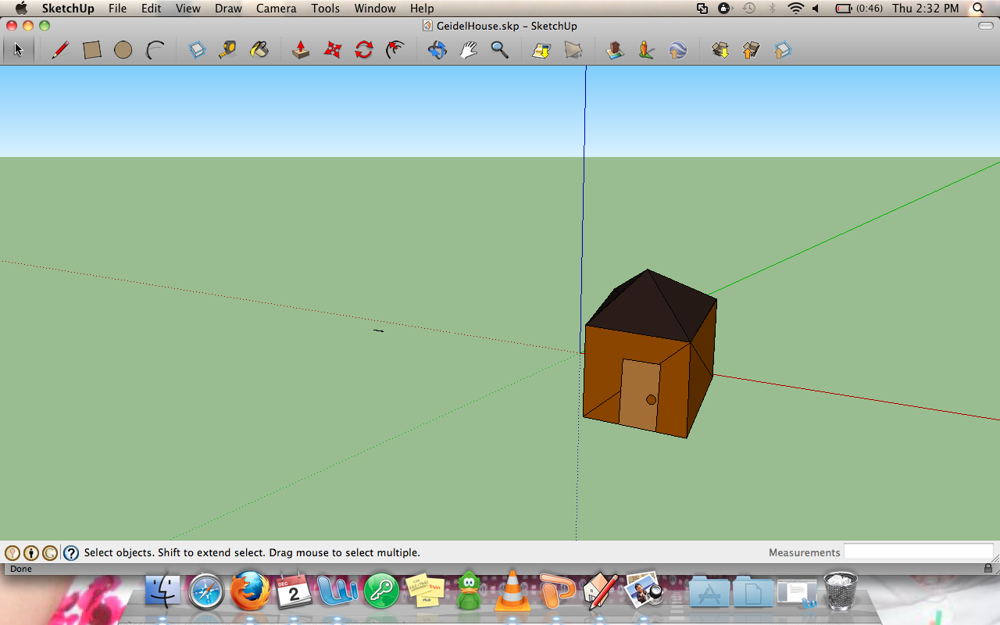 SketchUp File Edit View Draw Camera Tools Window Help (0:46) Thu 2:32 PM
GeidelHouse.skp – SketchUp
Select objects. Shift to extend select. Drag mouse to select multiple. Measurements
Done
DEC
2